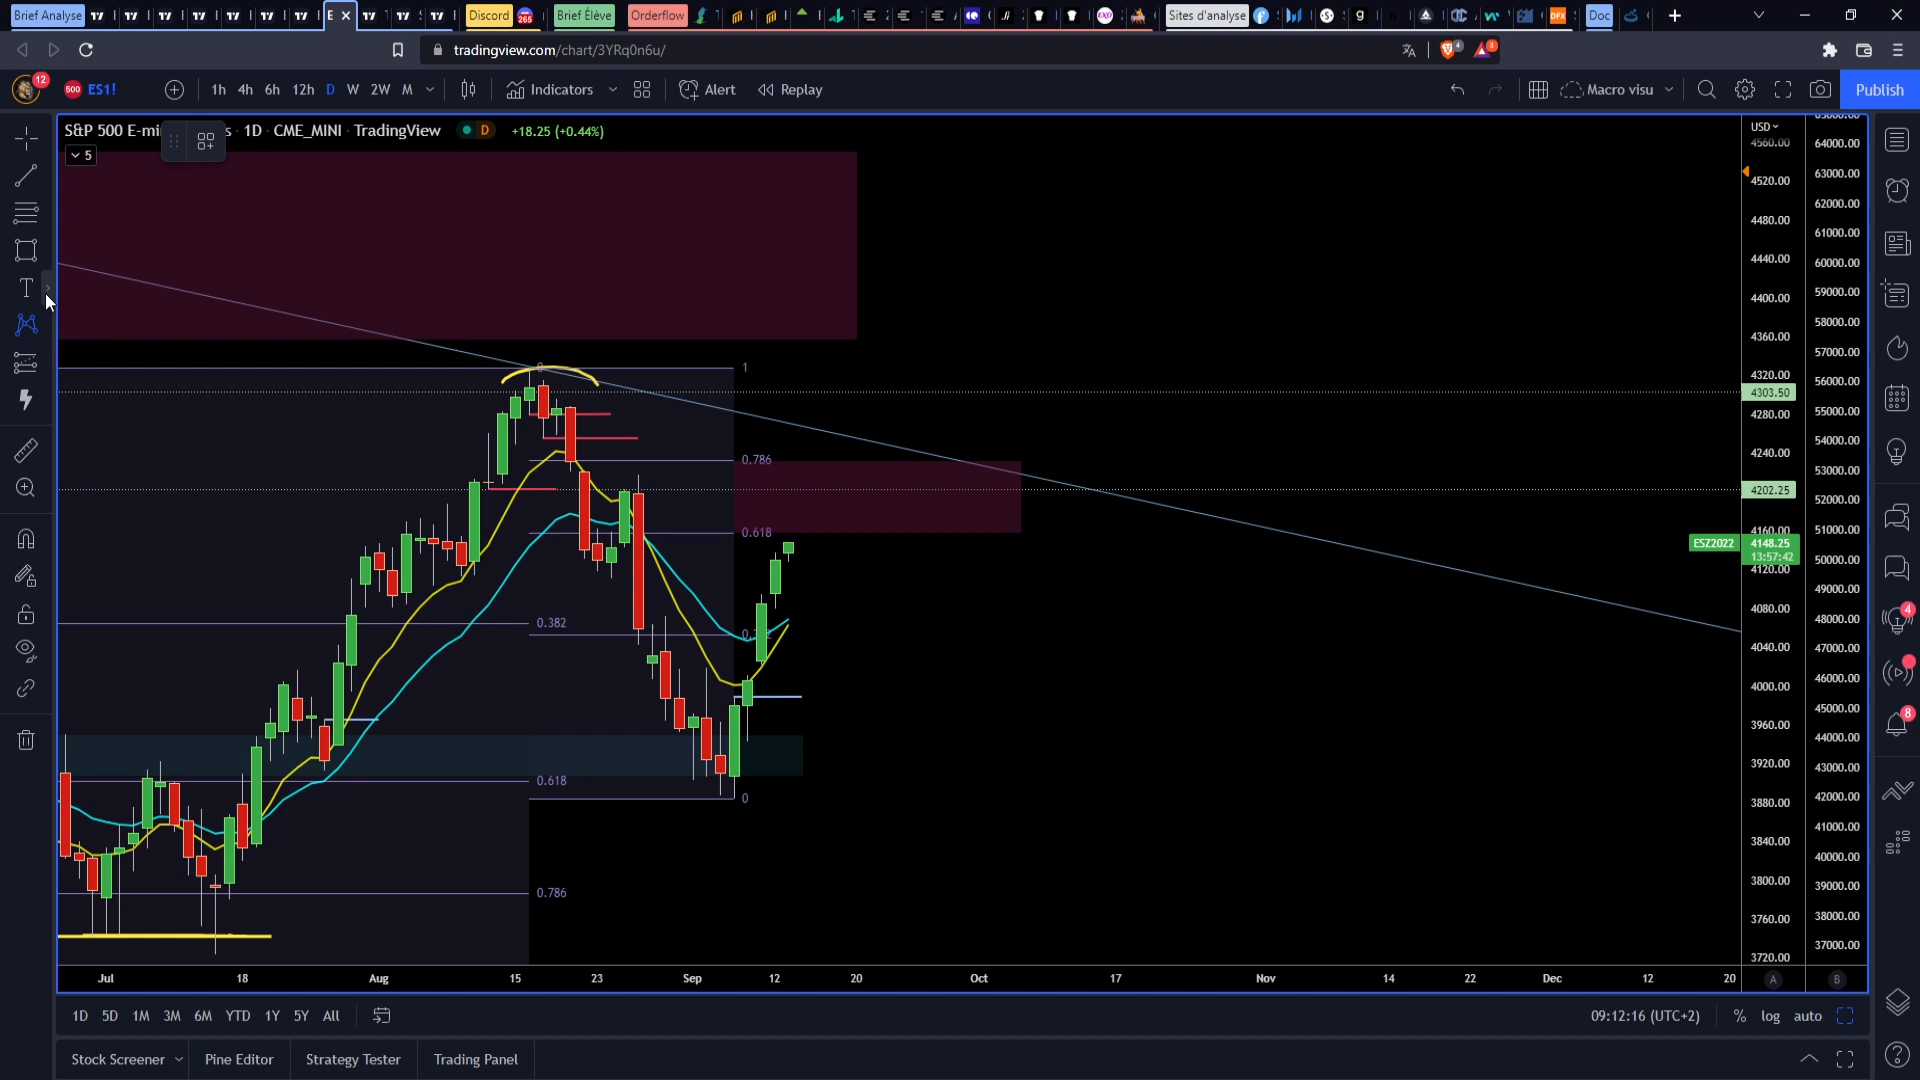 Brief Analyse
E
Discord
265
Brief Élève
Orderflow
Sites d'analyse
Doc
tradingview.com/chart/3YRq0n6u/
4
12
500 ES1!
1h 4h 6h 12h D W 2W M
Indicators
Alert
Replay
Macro visu
Publish
S&P 500 E-mi
s · 1D · CME_MINI · TradingView
D
+18.25 (+0.44%)
5
USD
4560.00
4520.00
4480.00
4440.00
4400.00
4360.00
4320.00
4303.50
4280.00
4240.00
4202.25
4160.00
ESZ2022
4148.25
13:57:42
4120.00
4080.00
4040.00
4000.00
3960.00
3920.00
3880.00
3840.00
3800.00
3760.00
3720.00
64000.00
63000.00
62000.00
61000.00
60000.00
59000.00
58000.00
57000.00
56000.00
55000.00
54000.00
53000.00
52000.00
51000.00
50000.00
49000.00
48000.00
47000.00
46000.00
45000.00
44000.00
43000.00
42000.00
41000.00
40000.00
39000.00
38000.00
37000.00
0
1
0.786
0.618
0.382
0.618
0
0.786
4
8
Jul 18 Aug 15 23 Sep 12 20 Oct 17 Nov 14 22 Dec 12 20
A
B
1D 5D 1M 3M 6M YTD 1Y 5Y All
09:12:16 (UTC+2)
% log auto
Stock Screener
Pine Editor
Strategy Tester
Trading Panel